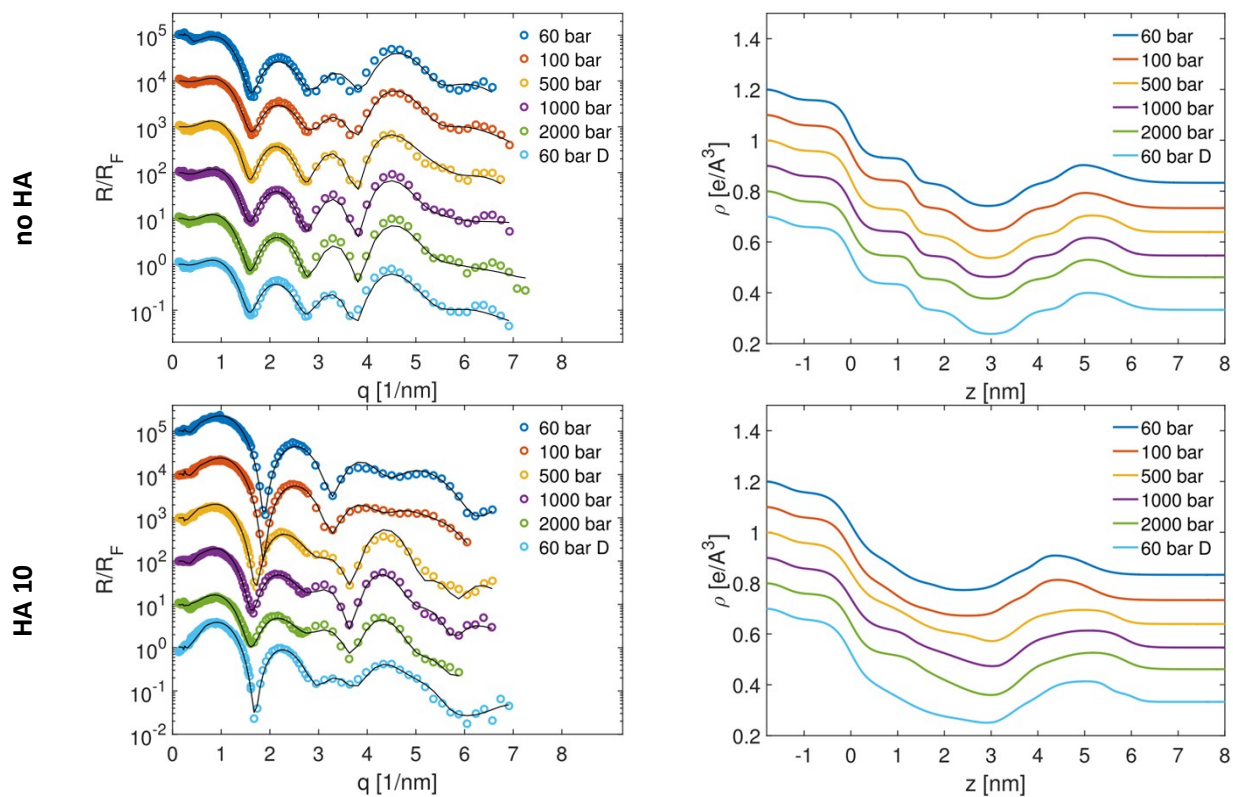 no HA
R/R_F
10^5
10^4
10^3
10^2
10^1
10^0
10^-1
0 1 2 3 4 5 6 7 8
q [1/nm]
60 bar
100 bar
500 bar
1000 bar
2000 bar
60 bar D
ρ [e/A^3]
1.4
1.2
1
0.8
0.6
0.4
0.2
-1 0 1 2 3 4 5 6 7 8
z [nm]
60 bar
100 bar
500 bar
1000 bar
2000 bar
60 bar D
HA 10
R/R_F
10^5
10^4
10^3
10^2
10^1
10^0
10^-1
10^-2
0 1 2 3 4 5 6 7 8
q [1/nm]
60 bar
100 bar
500 bar
1000 bar
2000 bar
60 bar D
ρ [e/A^3]
1.4
1.2
1
0.8
0.6
0.4
0.2
-1 0 1 2 3 4 5 6 7 8
z [nm]
60 bar
100 bar
500 bar
1000 bar
2000 bar
60 bar D